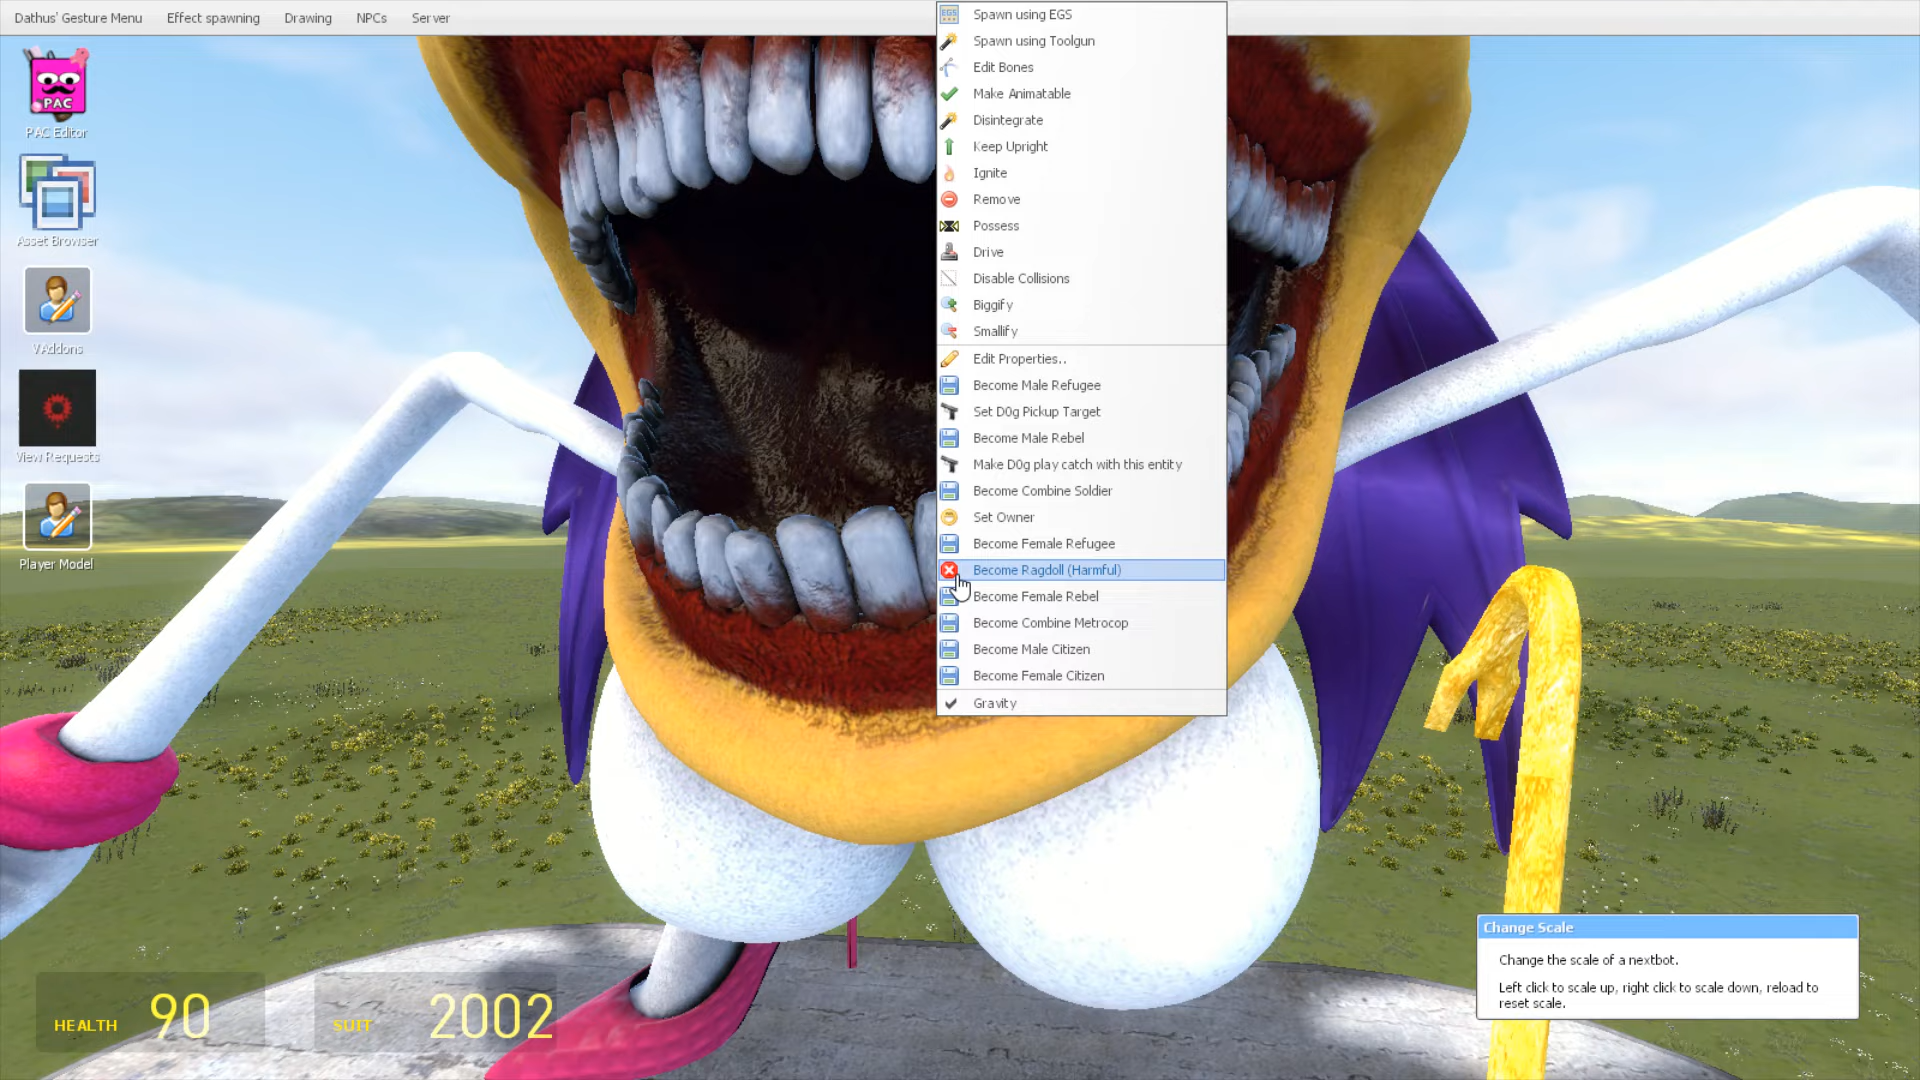 Dathus' Gesture Menu Effect spawning Drawing NPCs Server
PAC
PAC Editor
Asset Browser
VAddons
View Requests
Player Model
EGS
Spawn using EGS
Spawn using Toolgun
Edit Bones
Make Animatable
Disintegrate
Keep Upright
Ignite
Remove
Possess
Drive
Disable Collisions
Biggify
Smallify
Edit Properties..
Become Male Refugee
Set D0g Pickup Target
Become Male Rebel
Make D0g play catch with this entity
Become Combine Soldier
Set Owner
Become Female Refugee
Become Ragdoll (Harmful)
Become Female Rebel
Become Combine Metrocop
Become Male Citizen
Become Female Citizen
Gravity
Change Scale
Change the scale of a nextbot.
Left click to scale up, right click to scale down, reload to
reset scale.
HEALTH 90
SUIT 2002